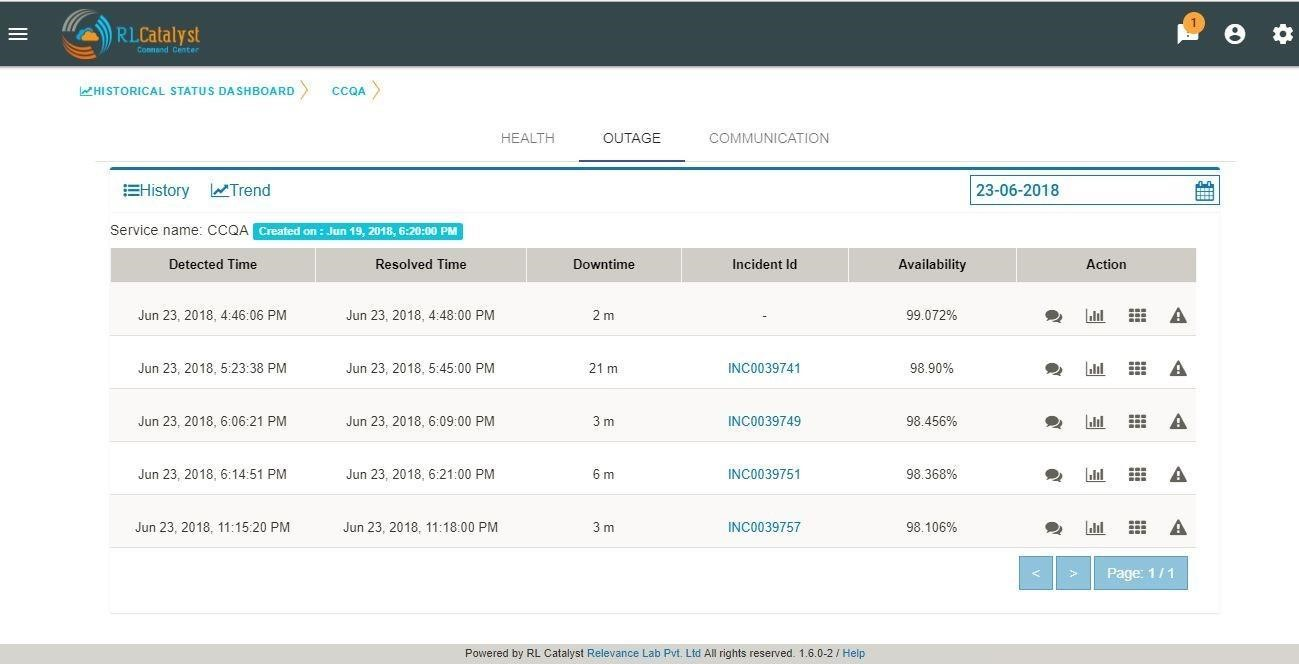 RLCatalyst
Command Center
1
HISTORICAL STATUS DASHBOARD
CCQA
HEALTH OUTAGE COMMUNICATION
History Trend 23-06-2018
Service name: CCQA Created on : Jun 19, 2018, 6:20:00 PM
Detected Time Resolved Time Downtime Incident Id Availability Action
Jun 23, 2018, 4:46:06 PM Jun 23, 2018, 4:48:00 PM 2 m - 99.072%
Jun 23, 2018, 5:23:38 PM Jun 23, 2018, 5:45:00 PM 21 m INC0039741 98.90%
Jun 23, 2018, 6:06:21 PM Jun 23, 2018, 6:09:00 PM 3 m INC0039749 98.456%
Jun 23, 2018, 6:14:51 PM Jun 23, 2018, 6:21:00 PM 6 m INC0039751 98.368%
Jun 23, 2018, 11:15:20 PM Jun 23, 2018, 11:18:00 PM 3 m INC0039757 98.106%
< > Page: 1 / 1
Powered by RL Catalyst Relevance Lab Pvt. Ltd All rights reserved. 1.6.0-2 / Help